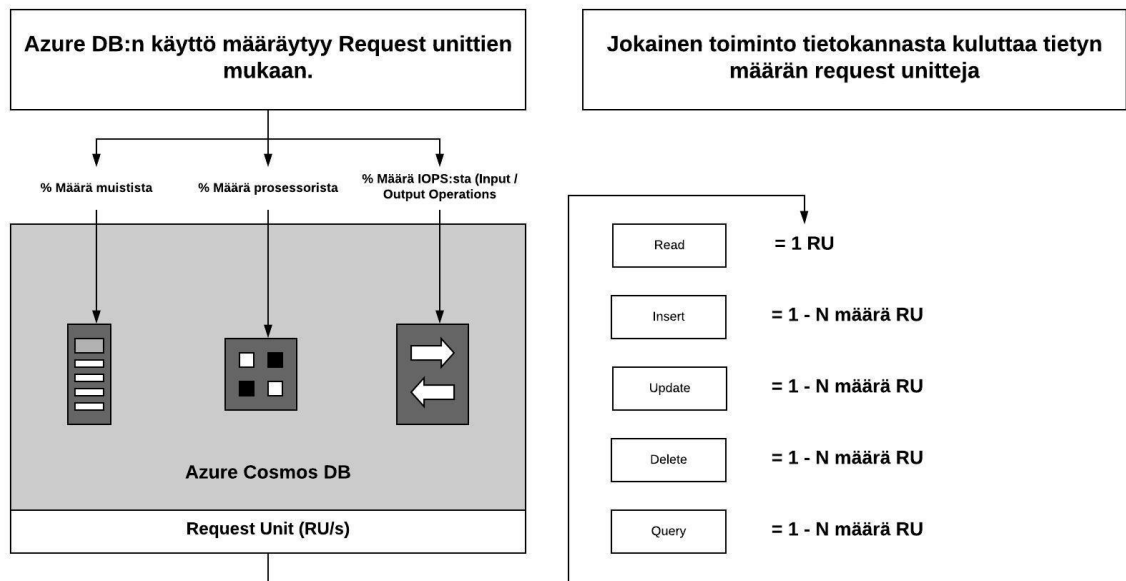 Azure DB:n käyttö määräytyy Request unittien
mukaan.
Jokainen toiminto tietokannasta kuluttaa tietyn
määrän request unitteja
% Määrä muistista
% Määrä prosessorista
% Määrä IOPS:sta (Input /
Output Operations
Azure Cosmos DB
Request Unit (RU/s)
Read
= 1 RU
Insert
= 1 - N määrä RU
Update
= 1 - N määrä RU
Delete
= 1 - N määrä RU
Query
= 1 - N määrä RU